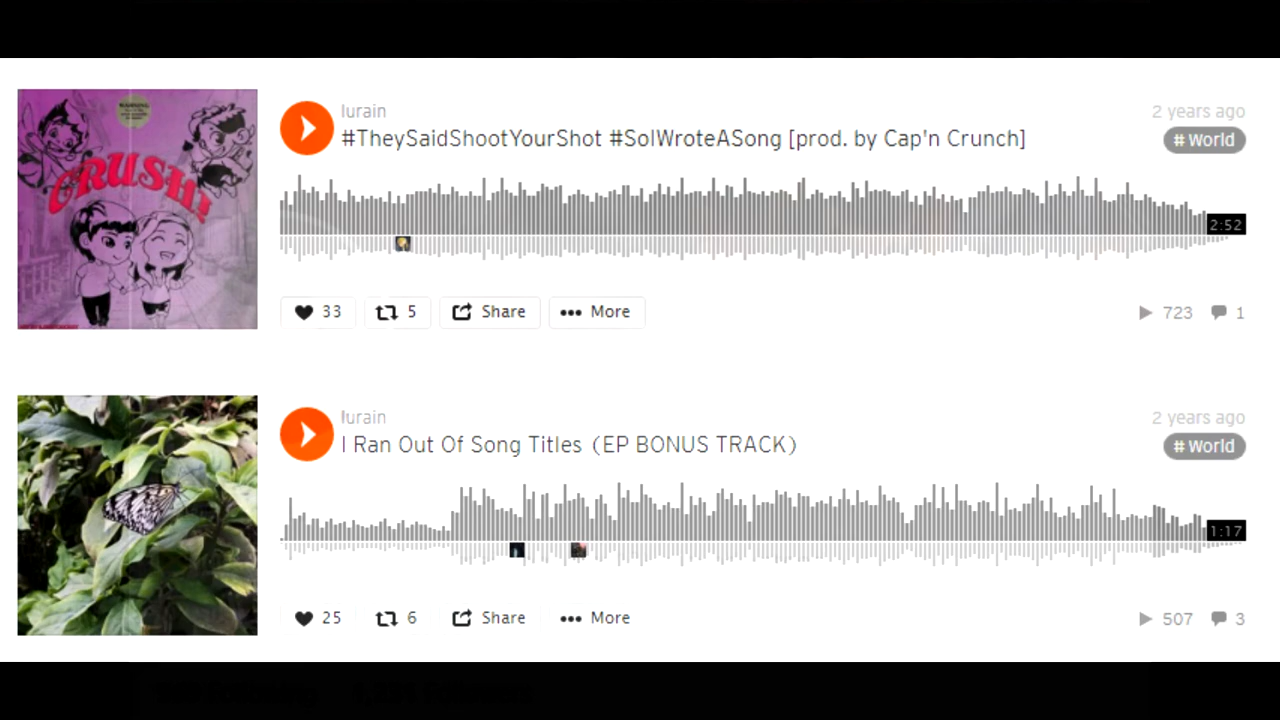 lurain
2 years ago
#TheySaidShootYourShot #SoIWroteASong [prod. by Cap'n Crunch]
# World
WARNING
CRUSH!
2:52
33
5
Share
More
723
1
lurain
2 years ago
I Ran Out Of Song Titles (EP BONUS TRACK)
# World
1:17
25
6
Share
More
507
3